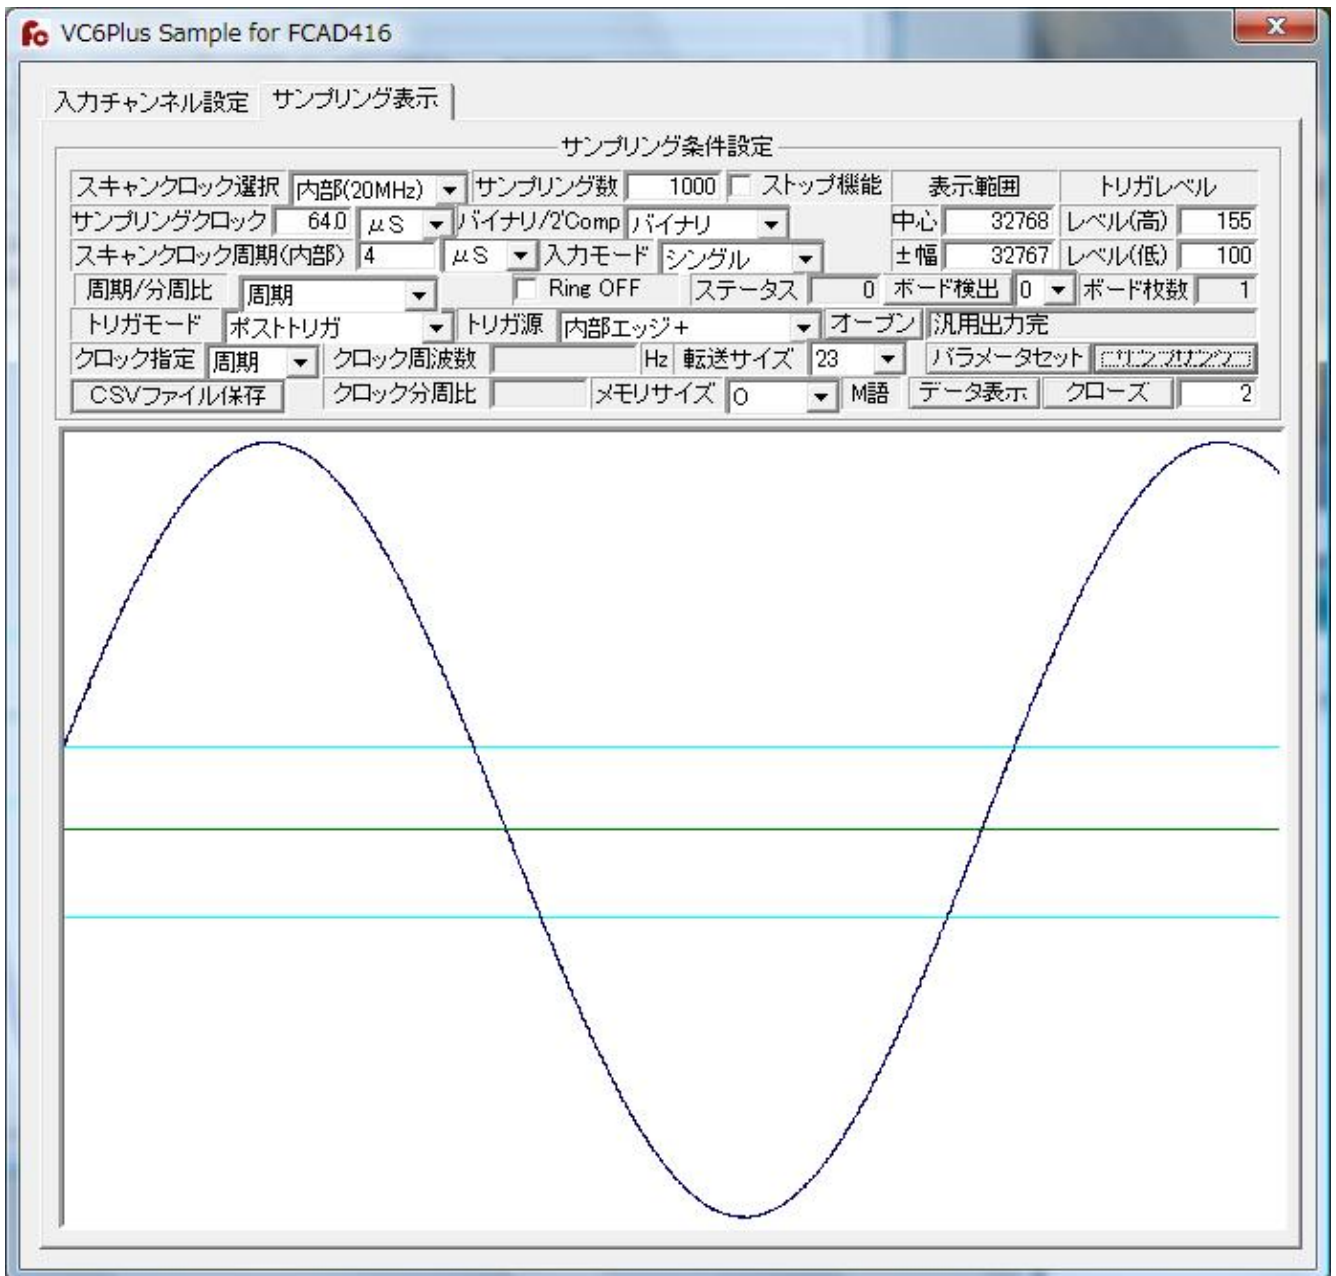 VC6Plus Sample for FCAD416
入力チャンネル設定 サンプリング表示
サンプリング条件設定
スキャンクロック選択 内部(20MHz) サンプリング数 1000 ストップ機能 表示範囲 トリガレベル
サンプリングクロック 64.0 μS バイナリ/2'Comp バイナリ 中心 32768 レベル(高) 155
スキャンクロック周期(内部) 4 μS 入力モード シングル ±幅 32767 レベル(低) 100
周期/分周比 周期 Ring OFF ステータス 0 ボード検出 0 ボード枚数 1
トリガモード ポストトリガ トリガ源 内部エッジ+ オープン 汎用出力完
クロック指定 周期 クロック周波数 Hz 転送サイズ 23 パラメータセット
CSVファイル保存 クロック分周比 メモリサイズ 0 M語 データ表示 クローズ 2